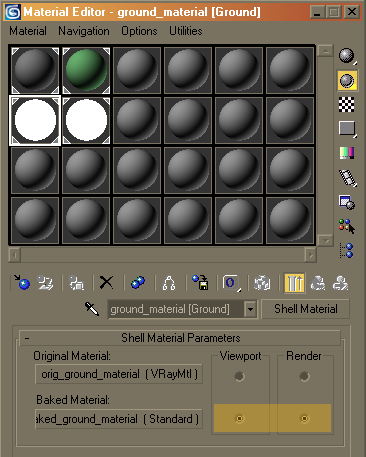 Material Editor - ground_material [Ground]
Material Navigation Options Utilities
ground_material [Ground] Shell Material
- Shell Material Parameters
Original Material: Viewport Render
orig_ground_material ( VRayMtl )
Baked Material:
aked_ground_material ( Standard )